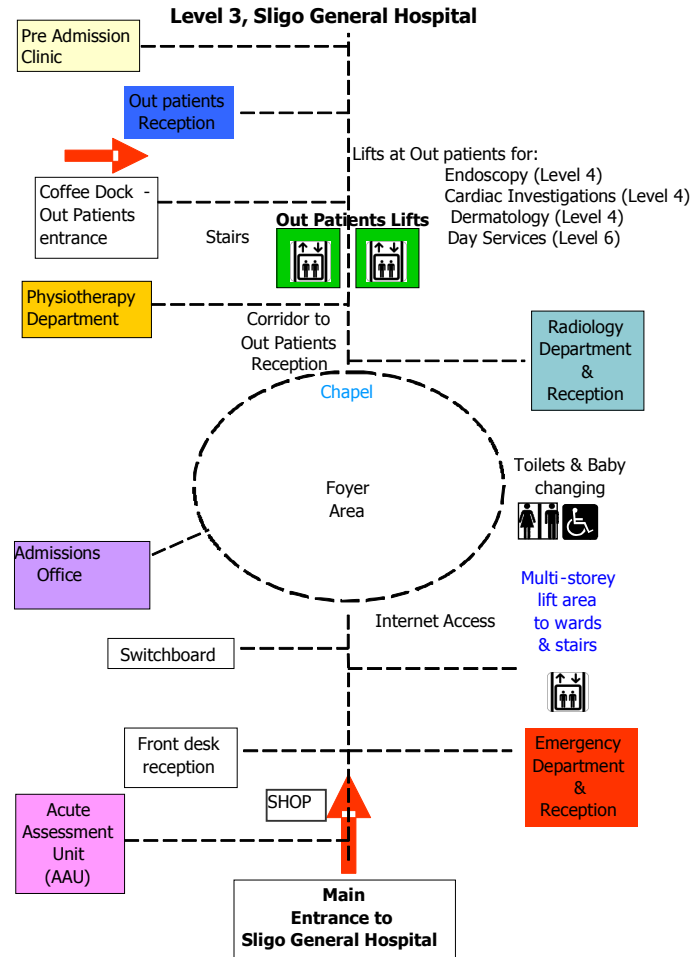 Level 3, Sligo General Hospital
Pre Admission
Clinic
Out patients
Reception
Lifts at Out patients for:
Endoscopy (Level 4)
Cardiac Investigations (Level 4)
Dermatology (Level 4)
Day Services (Level 6)
Coffee Dock -
Out Patients
entrance
Out Patients Lifts
Stairs
Physiotherapy
Department
Corridor to
Out Patients
Reception
Radiology
Department
&
Reception
Chapel
Foyer
Area
Toilets & Baby
changing
Admissions
Office
Multi-storey
lift area
to wards
& stairs
Internet Access
Switchboard
Front desk
reception
Emergency
Department
&
Reception
SHOP
Acute
Assessment
Unit
(AAU)
Main
Entrance to
Sligo General Hospital